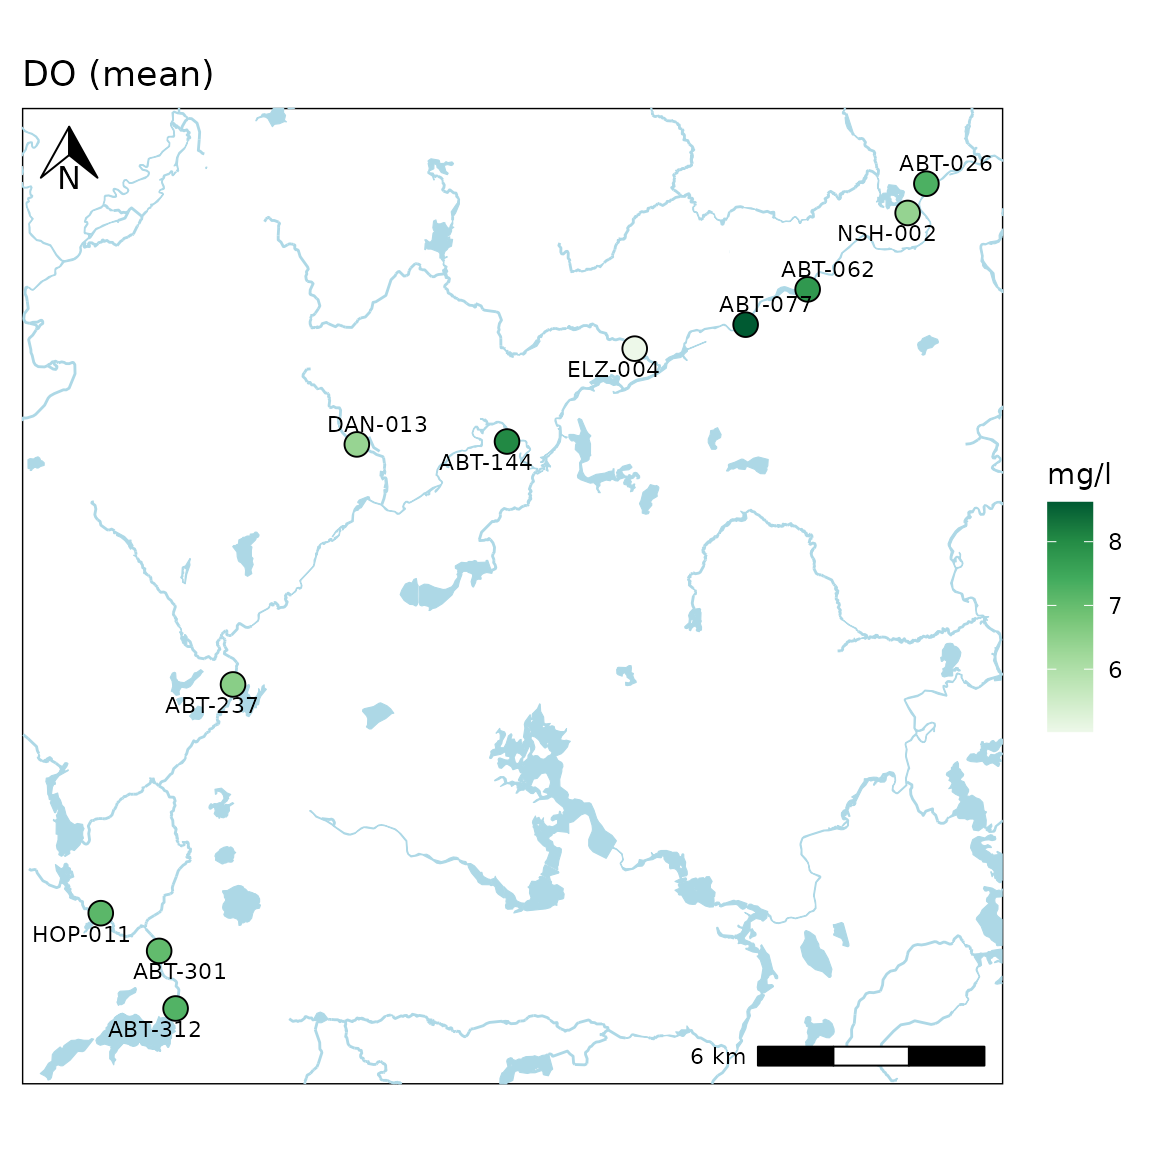 DO (mean)
N
ABT-026
NSH-002
ABT-062
ABT-077
ELZ-004
DAN-013
ABT-144
ABT-237
HOP-011
ABT-301
ABT-312
6 km
mg/l
8
7
6